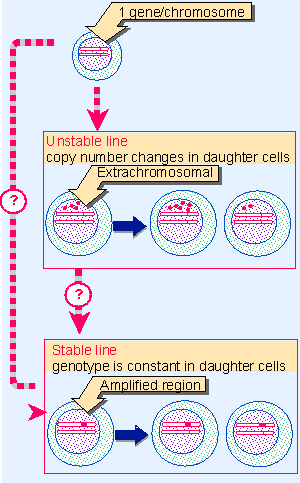 1 gene/chromosome
Unstable line
copy number changes in daughter cells
Extrachromosomal
?
?
Stable line
genotype is constant in daughter cells
Amplified region